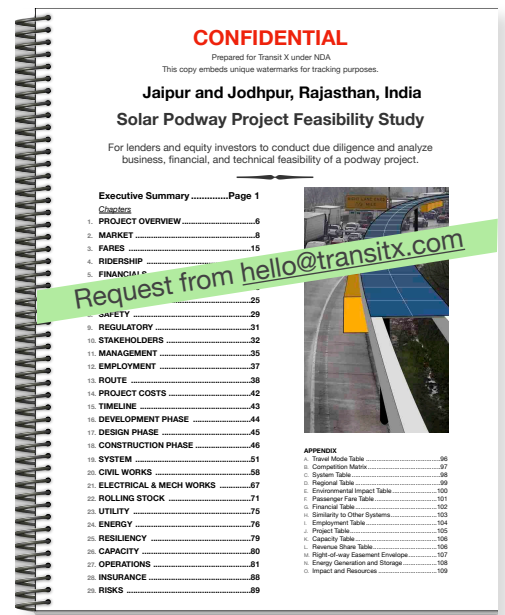 CONFIDENTIAL
Prepared for Transit X under NDA
This copy embeds unique watermarks for tracking purposes.
Jaipur and Jodhpur, Rajasthan, India
Solar Podway Project Feasibility Study
For lenders and equity investors to conduct due diligence and analyze
business, financial, and technical feasibility of a podway project.
Executive Summary ..............Page 1
Chapters
1. PROJECT OVERVIEW ...................................6
2. MARKET ..........................................................8
3. FARES ..........................................................15
4. RIDERSHIP
5. FINANCIALS
Request from hello@transitx.com
25
SAFETY ........................................................29
9. REGULATORY ................................................31
10. STAKEHOLDERS ............................................32
11. MANAGEMENT .............................................35
12. EMPLOYMENT ..............................................37
13. ROUTE ..........................................................38
14. PROJECT COSTS ..........................................42
15. TIMELINE ......................................................43
16. DEVELOPMENT PHASE ................................44
17. DESIGN PHASE .............................................45
18. CONSTRUCTION PHASE ..............................46
19. SYSTEM ........................................................51
20. CIVIL WORKS ................................................58
21. ELECTRICAL & MECH WORKS ....................67
22. ROLLING STOCK ..........................................71
23. UTILITY .........................................................75
24. ENERGY ........................................................76
25. RESILIENCY ..................................................79
26. CAPACITY .....................................................80
27. OPERATIONS ................................................81
28. INSURANCE ..................................................88
29. RISKS ............................................................89
APPENDIX
A. Travel Mode Table ......................................96
B. Competition Matrix .....................................97
C. System Table ..............................................98
D. Regional Table ............................................99
E. Environmental Impact Table .....................100
F. Passenger Fare Table ................................101
G. Financial Table ..........................................102
H. Similarity to Other Systems ......................103
I. Employment Table .....................................104
J. Project Table .............................................105
K. Capacity Table ..........................................106
L. Revenue Share Table ................................106
M. Right-of-way Easement Envelope ............107
N. Energy Generation and Storage ...............108
O. Impact and Resources ..............................109